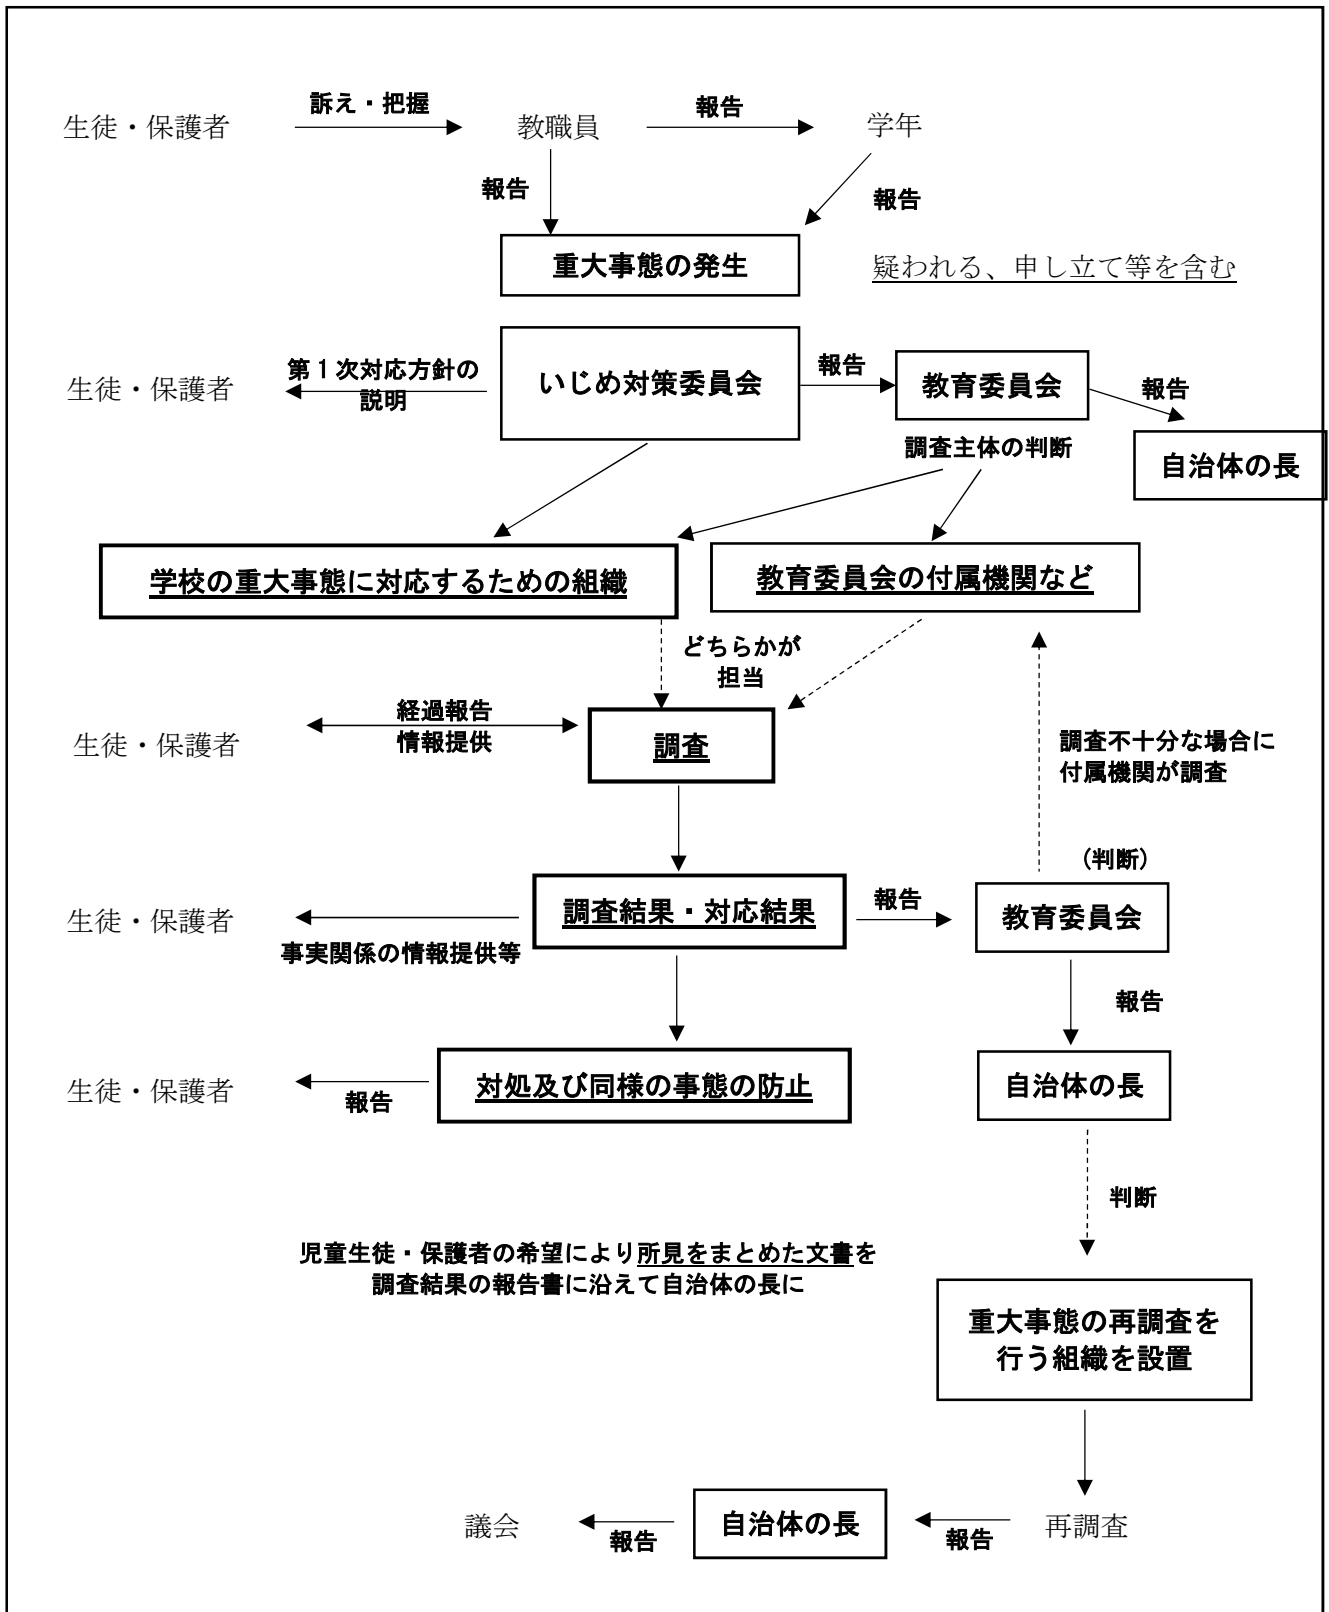 訴え・把握
報告
生徒・保護者
教職員
学年
報告
報告
重大事態の発生
疑われる、申し立て等を含む
生徒・保護者
第1次対応方針の
説明
いじめ対策委員会
報告
教育委員会
報告
調査主体の判断
自治体の長
学校の重大事態に対応するための組織
教育委員会の付属機関など
どちらかが
担当
生徒・保護者
経過報告
情報提供
調査
調査不十分な場合に
付属機関が調査
(判断)
生徒・保護者
調査結果・対応結果
報告
教育委員会
事実関係の情報提供等
報告
生徒・保護者
報告
対処及び同様の事態の防止
自治体の長
判断
児童生徒・保護者の希望により所見をまとめた文書を
調査結果の報告書に沿えて自治体の長に
重大事態の再調査を
行う組織を設置
議会
報告
自治体の長
報告
再調査